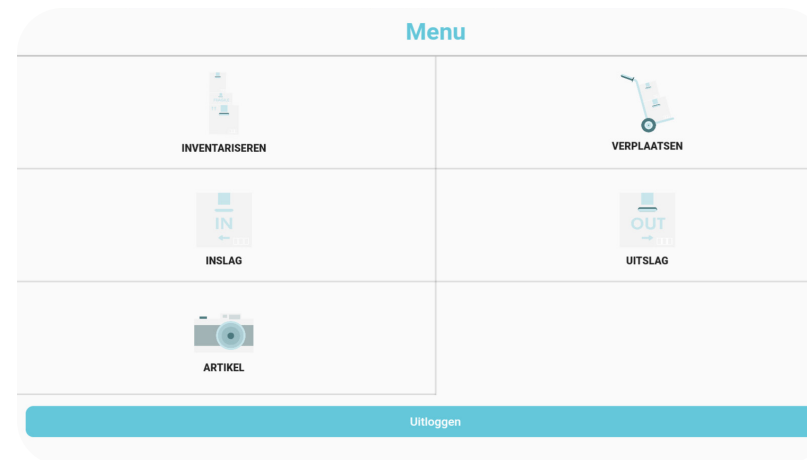 Menu
INVENTARISEREN
VERPLAATSEN
IN
OUT
INSLAG
UITSLAG
ARTIKEL
Uitloggen